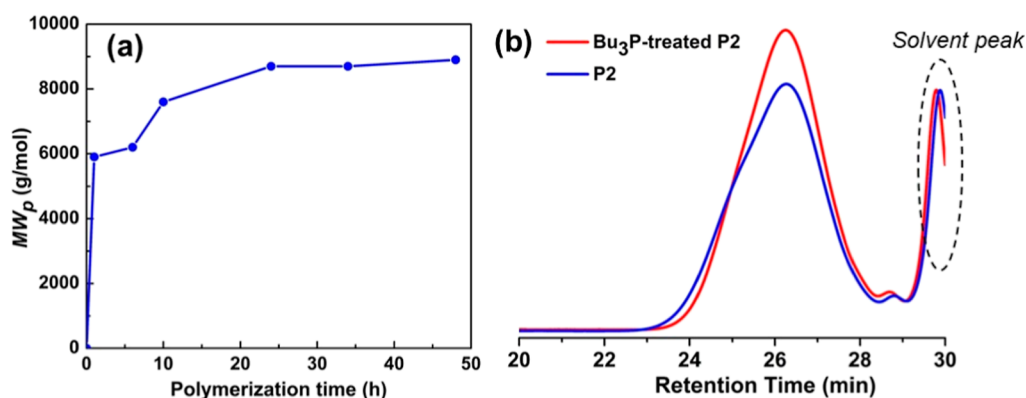 (a)
MWp (g/mol)
10000
8000
6000
4000
2000
0
0 10 20 30 40 50
Polymerization time (h)
(b)
Bu3P-treated P2
P2
Solvent peak
20 22 24 26 28 30
Retention Time (min)